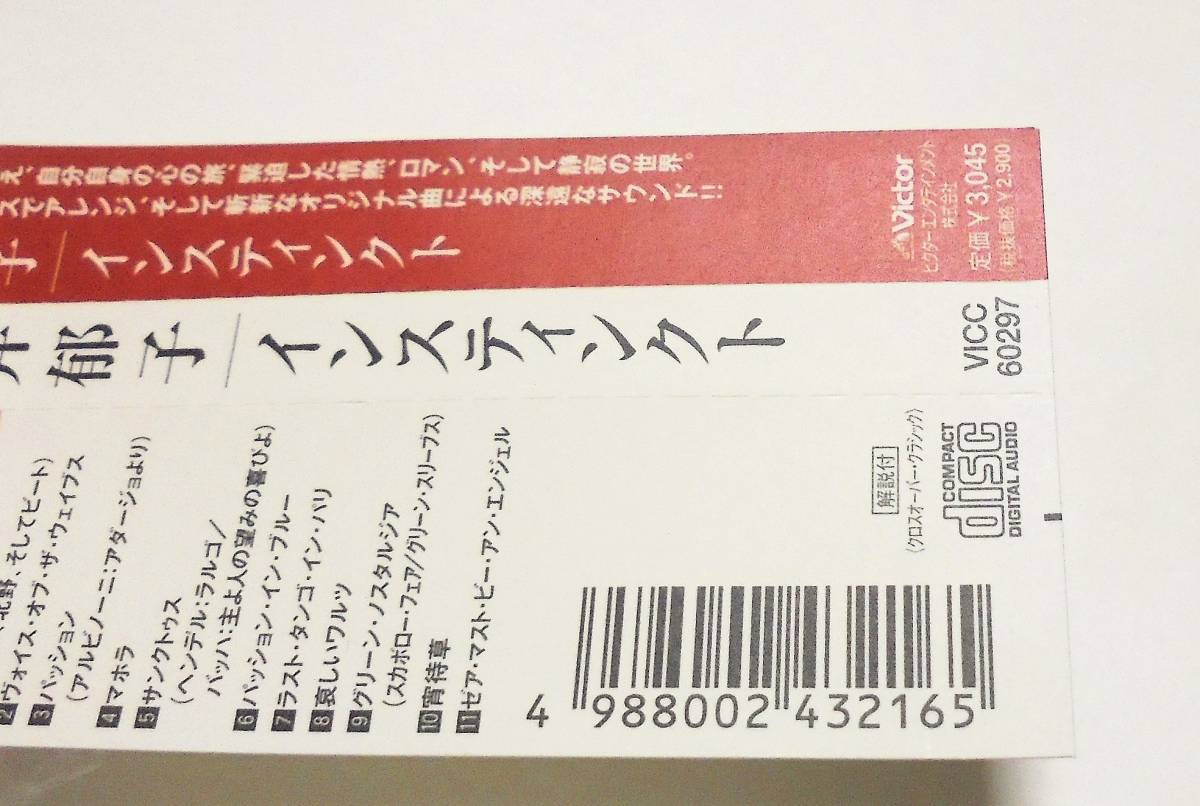 え、自分自身の心の旅、緊迫した情熱、ロマン、そして静寂の世界。
スでアレンジ、そして斬新なオリジナル曲による深遠なサウンド!!
子／インスティンクト
Victor
ビクターエンタテインメント
株式会社
定価￥3,045
(税抜価格￥2,900)
郁子／インスティンクト
VICC
60297
、北野、そしてビート)
2 ヴォイス・オブ・ザ・ウェイブス
3 パッション
(アルビノーニ:アダージョより)
4 マホラ
5 サンクトゥス
(ヘンデル:ラルゴ／
バッハ:主よ人の望みの喜びよ)
6 パッション・イン・ブルー
7 ラスト・タンゴ・イン・パリ
8 哀しいワルツ
9 グリーン・ノスタルジア
(スカボロー・フェア/グリーン・スリーブス)
10 宵待草
11 ゼア・マスト・ビー・アン・エンジェル
解説付
〈クロスオーバー・クラシック〉
COMPACT
disc
DIGITAL AUDIO
4 988002 432165